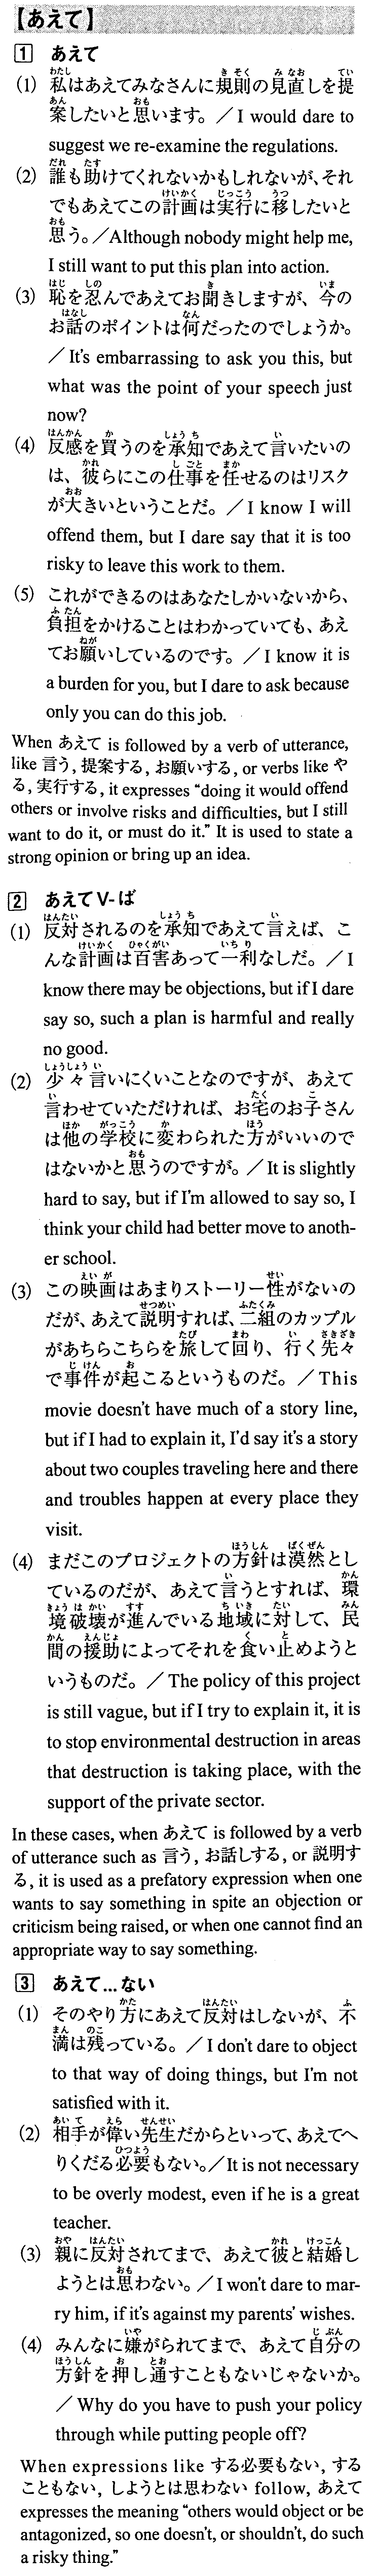 【あえて】
1 あえて
(1) 私はあえてみなさんに規則の見直しを提
案したいと思います。／I would dare to
suggest we re-examine the regulations.
(2) 誰も助けてくれないかもしれないが、それ
でもあえてこの計画は実行に移したいと
思う。／Although nobody might help me,
I still want to put this plan into action.
(3) 恥を忍んであえてお聞きしますが、今の
お話のポイントは何だったのでしょうか。
／It's embarrassing to ask you this, but
what was the point of your speech just
now?
(4) 反感を買うのを承知であえて言いたいの
は、彼らにこの仕事を任せるのはリスク
が大きいということだ。／I know I will
offend them, but I dare say that it is too
risky to leave this work to them.
(5) これができるのはあなたしかいないから、
負担をかけることはわかっていても、あえ
てお願いしているのです。／I know it is
a burden for you, but I dare to ask because
only you can do this job.
When あえて is followed by a verb of utterance,
like 言う, 提案する, お願いする, or verbs like や
る, 実行する, it expresses “doing it would offend
others or involve risks and difficulties, but I still
want to do it, or must do it.” It is used to state a
strong opinion or bring up an idea.
2 あえて V-ば
(1) 反対されるのを承知であえて言えば、こ
んな計画は百害あって一利なしだ。／I
know there may be objections, but if I dare
say so, such a plan is harmful and really
no good.
(2) 少々言いにくいことなのですが、あえて
言わせていただければ、お宅のお子さん
は他の学校に変わられた方がいいので
はないかと思うのですが。／It is slightly
hard to say, but if I'm allowed to say so, I
think your child had better move to anoth-
er school.
(3) この映画はあまりストーリー性がないの
だが、あえて説明すれば、二組のカップル
があちらこちらを旅して回り、行く先々
で事件が起こるというものだ。／This
movie doesn't have much of a story line,
but if I had to explain it, I'd say it's a story
about two couples traveling here and there
and troubles happen at every place they
visit.
(4) まだこのプロジェクトの方針は漠然とし
ているのだが、あえて言うとすれば、環
境破壊が進んでいる地域に対して、民
間の援助によってそれを食い止めようと
いうものだ。／The policy of this project
is still vague, but if I try to explain it, it is
to stop environmental destruction in areas
that destruction is taking place, with the
support of the private sector.
In these cases, when あえて is followed by a verb
of utterance such as 言う, お話しする, or 説明す
る, it is used as a prefatory expression when one
wants to say something in spite an objection or
criticism being raised, or when one cannot find an
appropriate way to say something.
3 あえて…ない
(1) そのやり方にあえて反対はしないが、不
満は残っている。／I don't dare to object
to that way of doing things, but I'm not
satisfied with it.
(2) 相手が偉い先生だからといって、あえてへ
りくだる必要もない。／It is not necessary
to be overly modest, even if he is a great
teacher.
(3) 親に反対されてまで、あえて彼と結婚し
ようとは思わない。／I won't dare to mar-
ry him, if it's against my parents' wishes.
(4) みんなに嫌がられてまで、あえて自分の
方針を押し通すこともないじゃないか。
／Why do you have to push your policy
through while putting people off?
When expressions like する必要もない, する
こともない, しようとは思わない follow, あえて
expresses the meaning “others would object or be
antagonized, so one doesn't, or shouldn't, do such
a risky thing.”